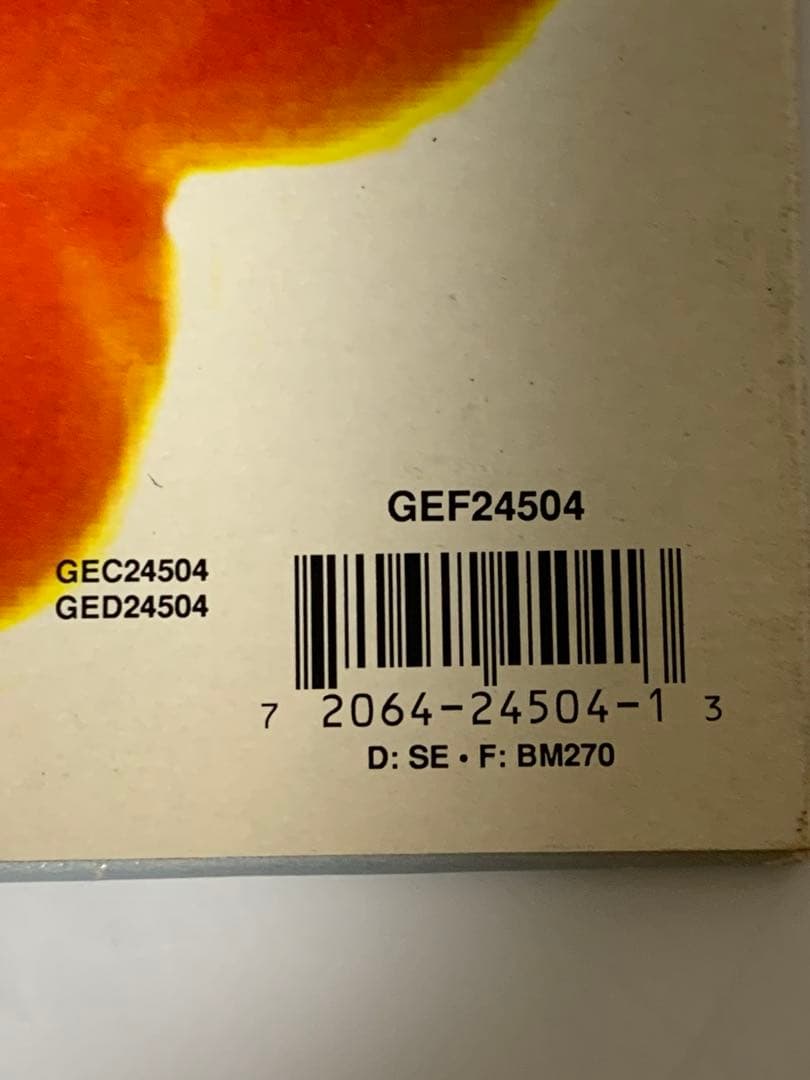 GEF24504
GEC24504
GED24504
7 2064-24504-1 3
D: SE • F: BM270